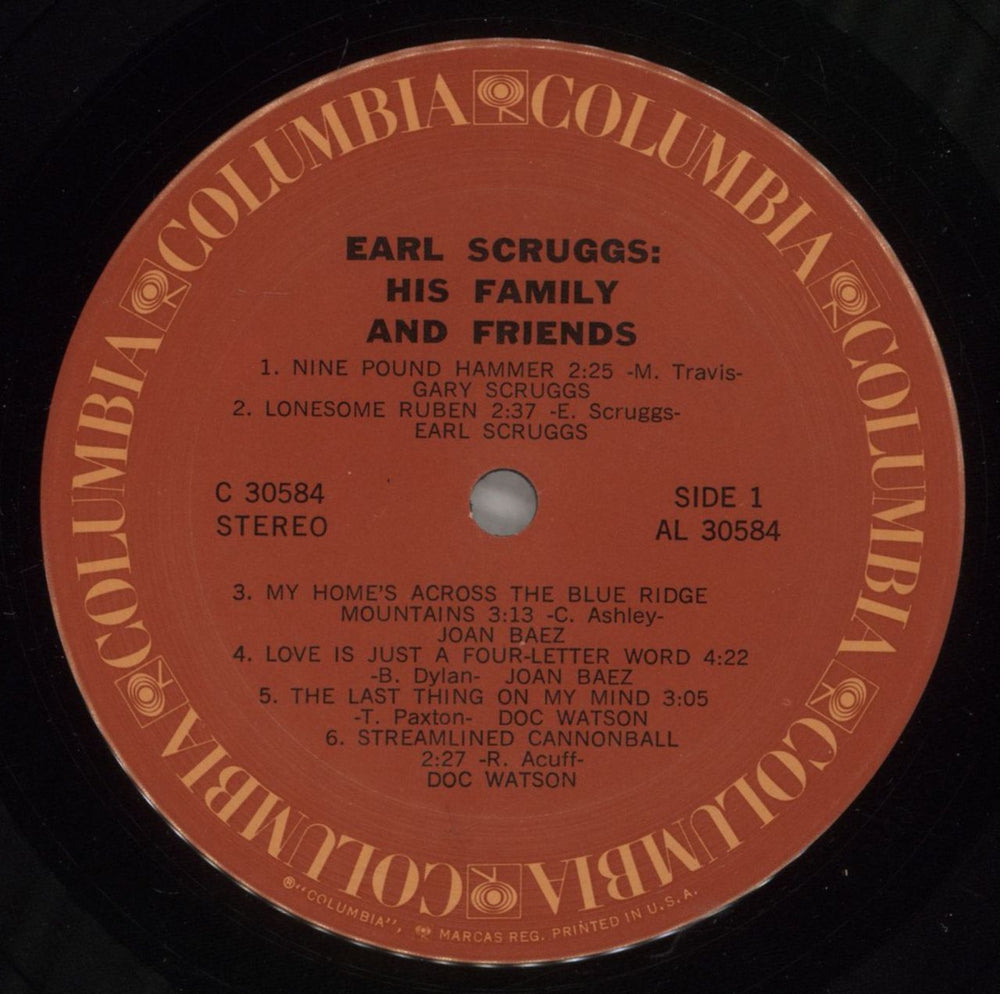 COLUMBIA COLUMBIA COLUMBIA COLUMBIA COLUMBIA COLUMBIA
EARL SCRUGGS:
HIS FAMILY
AND FRIENDS
1. NINE POUND HAMMER 2:25 -M. Travis-
GARY SCRUGGS
2. LONESOME RUBEN 2:37 -E. Scruggs-
EARL SCRUGGS
C 30584
STEREO
SIDE 1
AL 30584
3. MY HOME'S ACROSS THE BLUE RIDGE
MOUNTAINS 3:13 -C. Ashley-
JOAN BAEZ
4. LOVE IS JUST A FOUR-LETTER WORD 4:22
-B. Dylan- JOAN BAEZ
5. THE LAST THING ON MY MIND 3:05
-T. Paxton- DOC WATSON
6. STREAMLINED CANNONBALL
2:27 -R. Acuff-
DOC WATSON
®"COLUMBIA", MARCAS REG. PRINTED IN U.S.A.